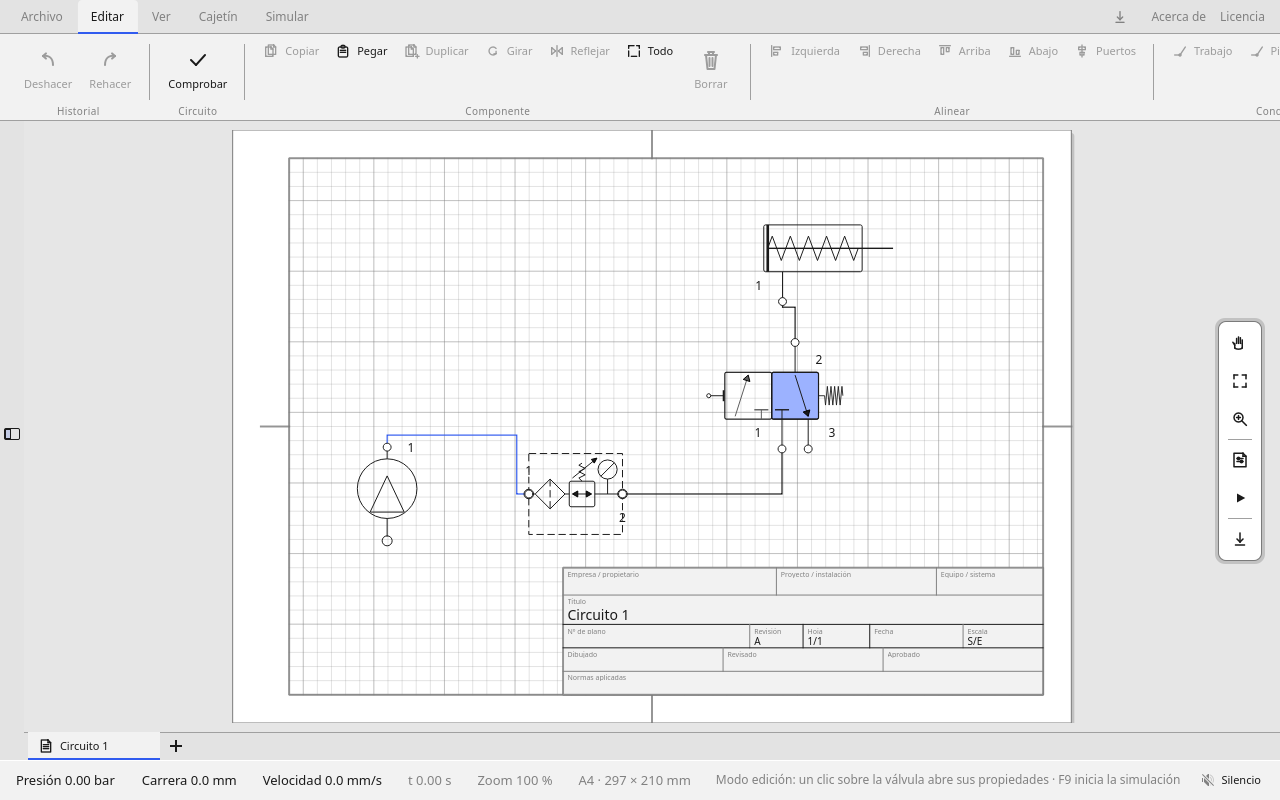 Archivo Editar Ver Cajetín Simular Acerca de Licencia
Copiar Pegar Duplicar Girar Reflejar Todo Izquierda Derecha Arriba Abajo Puertos Trabajo
Deshacer Rehacer Comprobar Borrar
Historial Circuito Componente Alinear
1
2
1 3
1
1
2
Empresa / propietario Proyecto / instalación Equipo / sistema
Título
Circuito 1
Nº de plano Revisión Hoja Fecha Escala
A 1/1 S/E
Dibujado Revisado Aprobado
Normas aplicadas
Circuito 1
Presión 0.00 bar Carrera 0.0 mm Velocidad 0.0 mm/s t 0.00 s Zoom 100 % A4 · 297 × 210 mm Modo edición: un clic sobre la válvula abre sus propiedades · F9 inicia la simulación Silencio